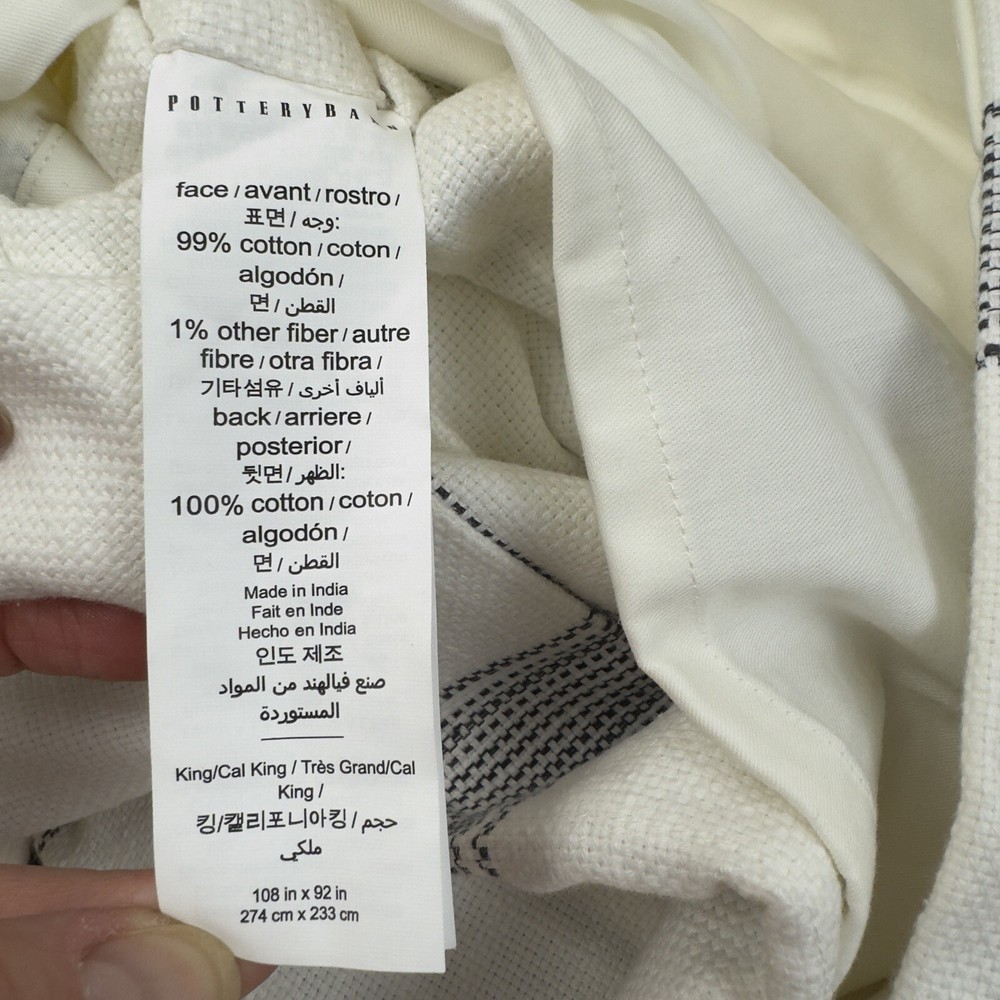 POTTERY BA
face / avant / rostro /
표면 / وجه:
99% cotton / coton /
algodón /
면 / القطن
1% other fiber / autre
fibre / otra fibra /
기타섬유 / ألياف أخرى
back / arriere /
posterior /
뒷면 / الظهر:
100% cotton / coton /
algodón /
면 / القطن
Made in India
Fait en Inde
Hecho en India
인도 제조
صنع فيالهند من المواد
المستوردة
King/Cal King / Très Grand/Cal
King /
킹/캘리포니아킹 / حجم
ملكي
108 in x 92 in
274 cm x 233 cm